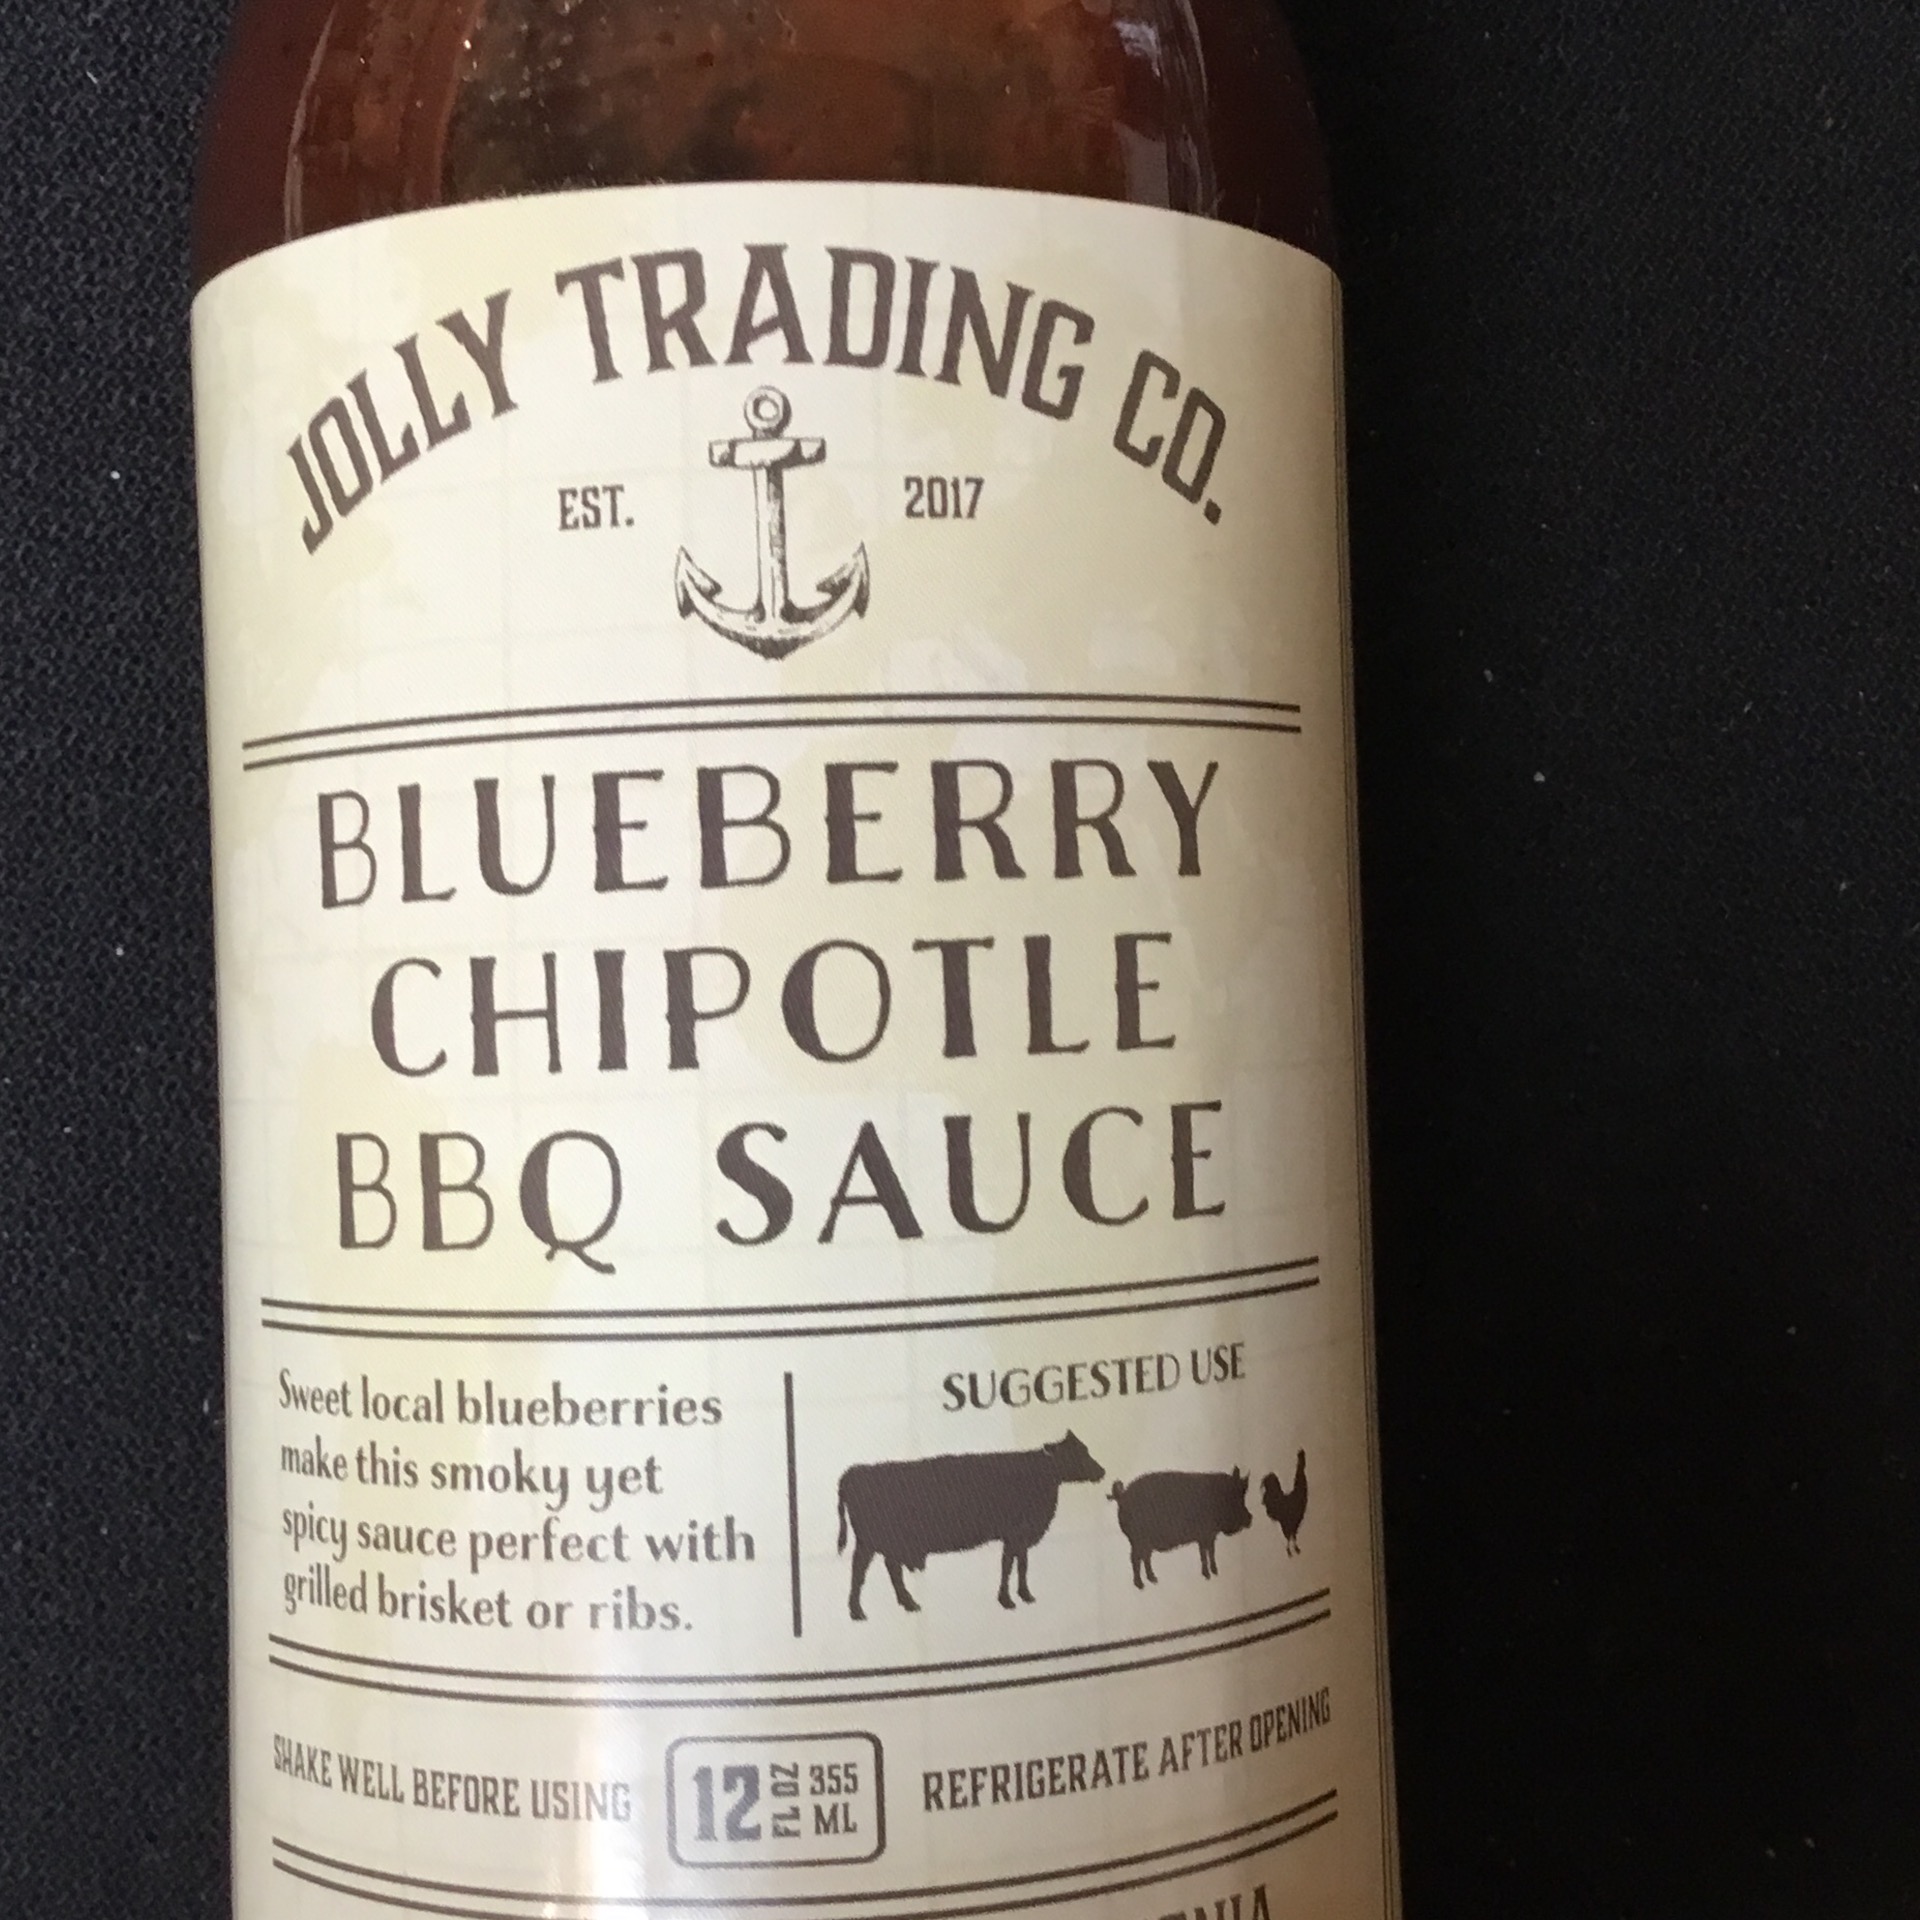 JOLLY TRADING CO.
EST. 2017
BLUEBERRY
CHIPOTLE
BBQ SAUCE
Sweet local blueberries
make this smoky yet
spicy sauce perfect with
grilled brisket or ribs.
SUGGESTED USE
SHAKE WELL BEFORE USING
12 FL OZ 355 ML
REFRIGERATE AFTER OPENING